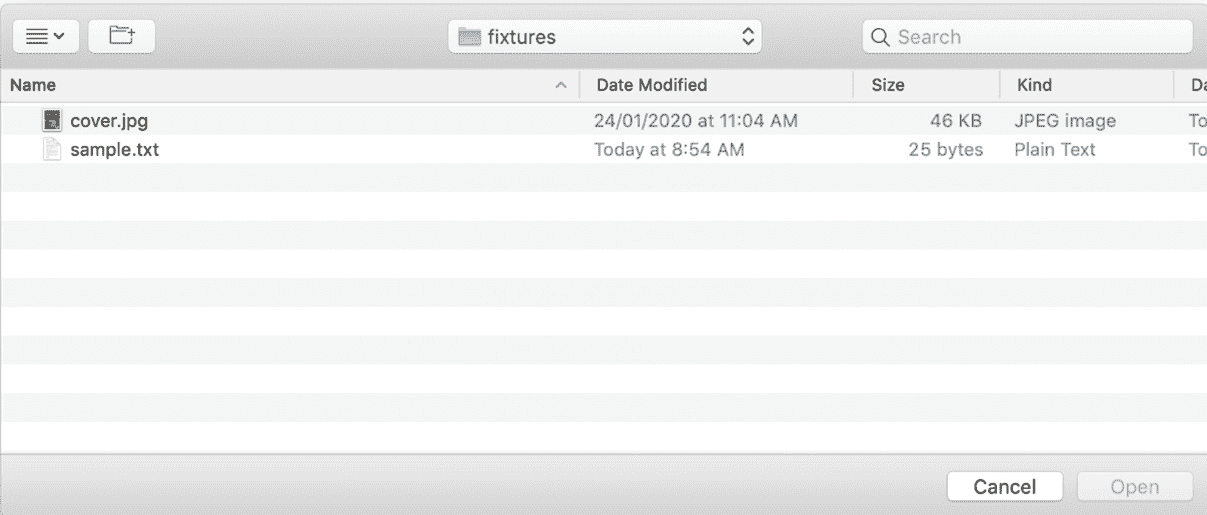 fixtures
Search
Name Date Modified Size Kind Da
cover.jpg 24/01/2020 at 11:04 AM 46 KB JPEG image To
sample.txt Today at 8:54 AM 25 bytes Plain Text To
Cancel Open